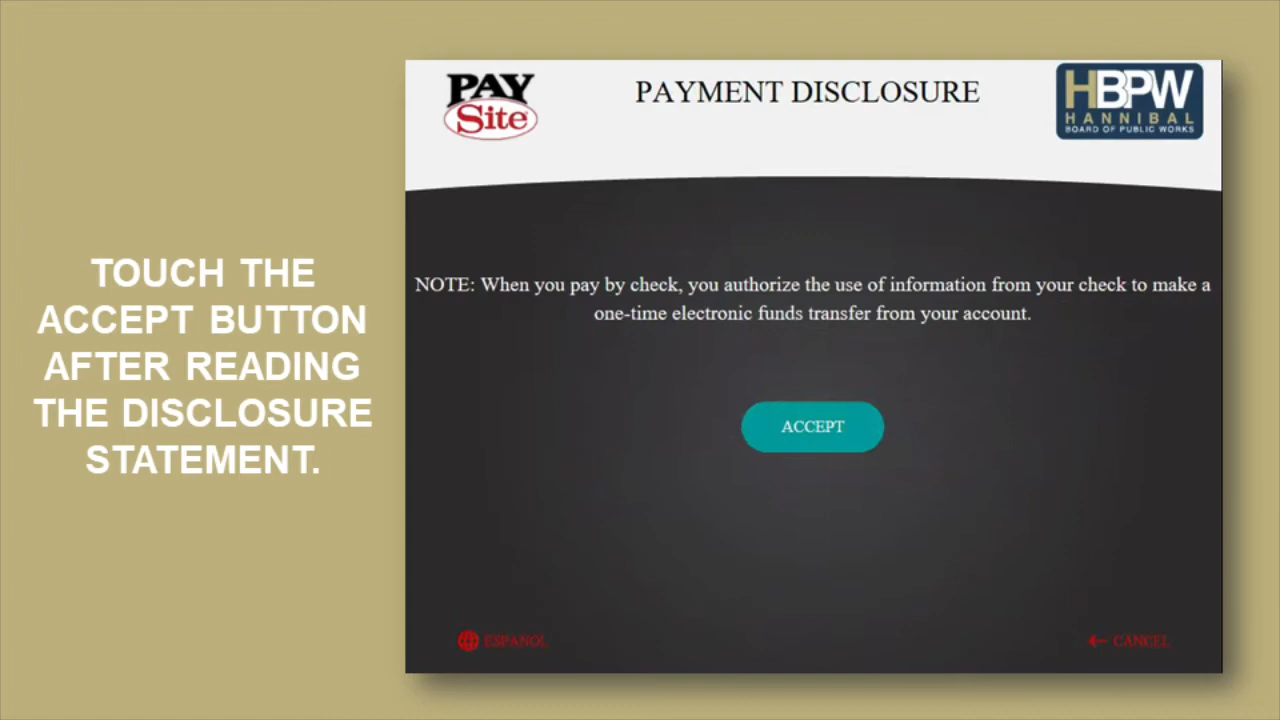 TOUCH THE
ACCEPT BUTTON
AFTER READING
THE DISCLOSURE
STATEMENT.
PAY
Site
PAYMENT DISCLOSURE
HBPW
HANNIBAL
BOARD OF PUBLIC WORKS
NOTE: When you pay by check, you authorize the use of information from your check to make a
one-time electronic funds transfer from your account.
ACCEPT
ESPANOL
CANCEL